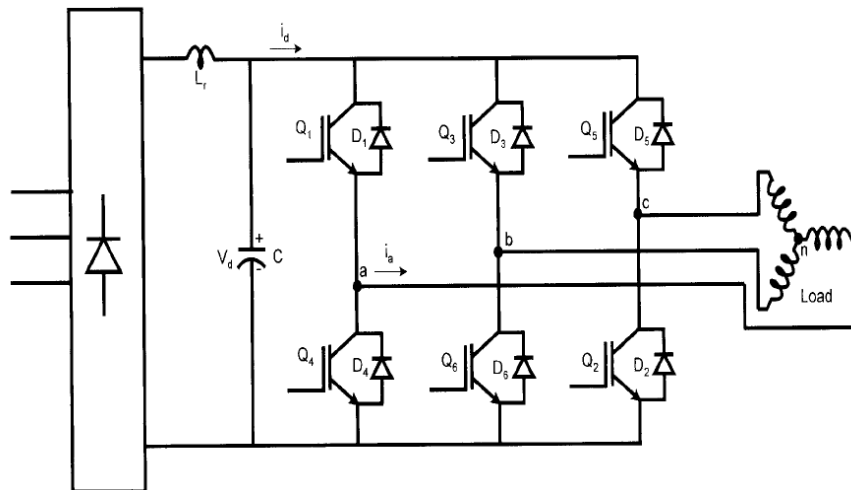 i_d
L_r
Q_1 D_1 Q_3 D_3 Q_5 D_5
c
+
V_d C
-
b
n
i_a
a
Load
Q_4 D_4 Q_6 D_6 Q_2 D_2